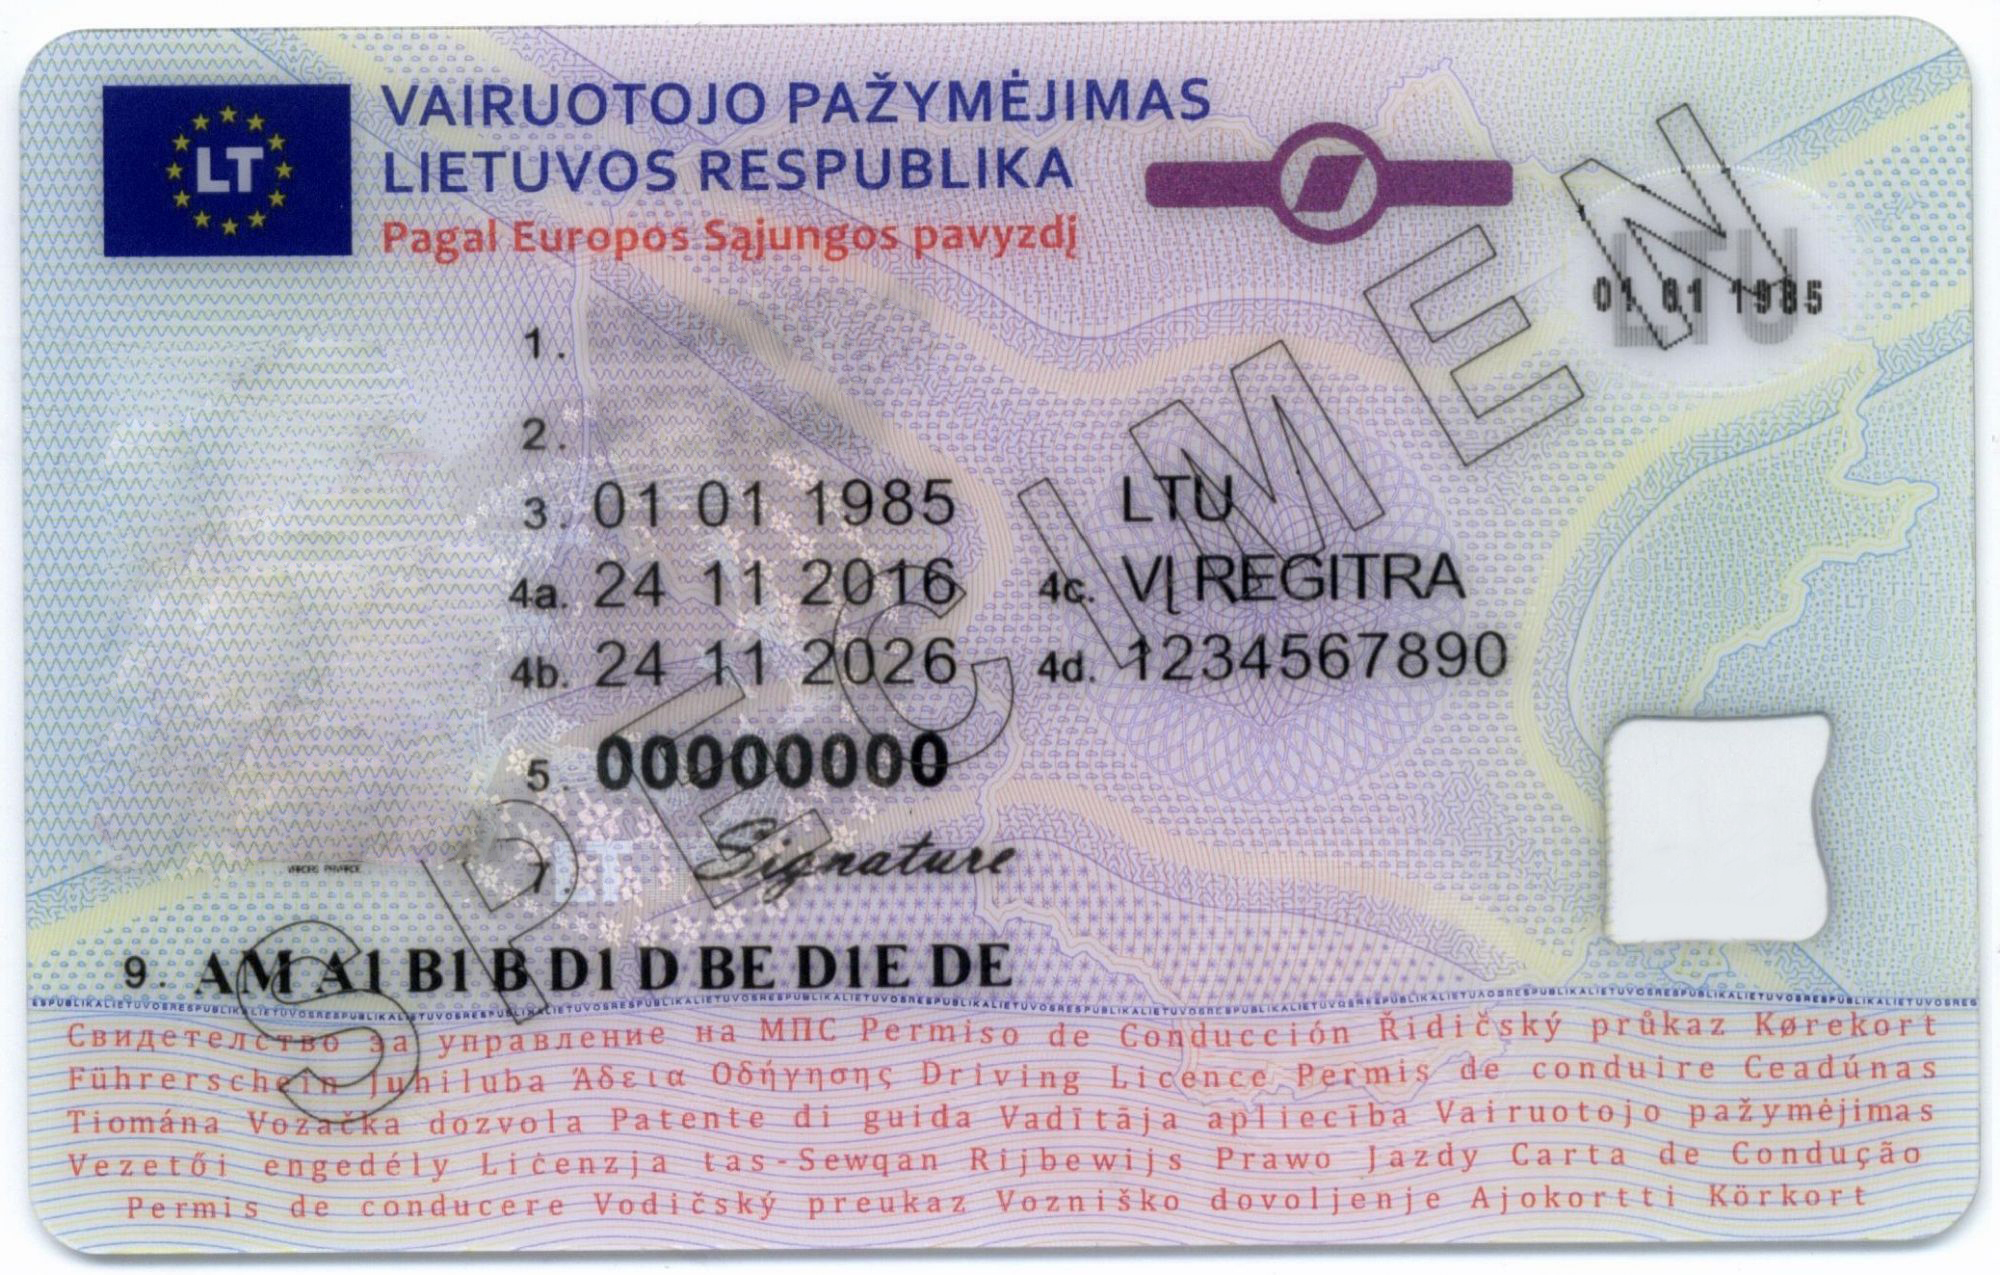 LT
VAIRUOTOJO PAŽYMĖJIMAS
LIETUVOS RESPUBLIKA
Pagal Europos Sąjungos pavyzdį
LTU
01 01 1985
1.
2.
3. 01 01 1985 LTU
4a. 24 11 2016 4c. VĮ REGITRA
4b. 24 11 2026 4d. 1234567890
5. 00000000
7. Signature
LT
9. AM A1 B1 B D1 D BE D1E DE
SPECIMEN
ESPUBLIKALIETUVOSRESPUBLIKALIETUVOSRESPUBLIKALIETUVOSRESPUBLIKALIETUVOSRESPUBLIKALIETUVOSRES
Свидетелство за управление на МПС Permiso de Conducción Řidičský průkaz Kørekort
Führerschein Juhiluba Άδεια Οδήγησης Driving Licence Permis de conduire Ceadúnas
Tiomána Vozačka dozvola Patente di guida Vadītāja apliecība Vairuotojo pažymėjimas
Vezetői engedély Liċenzja tas-Sewqan Rijbewijs Prawo Jazdy Carta de Condução
Permis de conducere Vodičský preukaz Vozniško dovoljenje Ajokortti Körkort